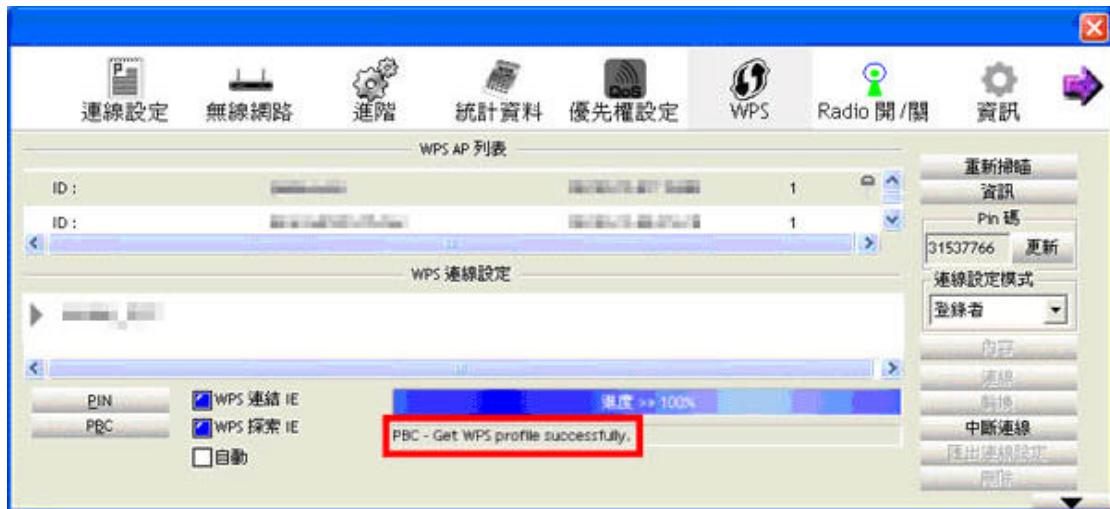 連線設定 無線網路 進階 統計資料 優先權設定 WPS Radio 開/關 資訊
QoS
WPS AP 列表
ID : 1
ID : 1
重新掃瞄
資訊
Pin 碼
31537766 更新
WPS 連線設定
連線設定模式
登錄者
內容
連線
中斷連線
匯出連線設定
刪除
PIN
PBC
WPS 連結 IE
WPS 探索 IE
自動
進度 >> 100%
PBC - Get WPS profile successfully.